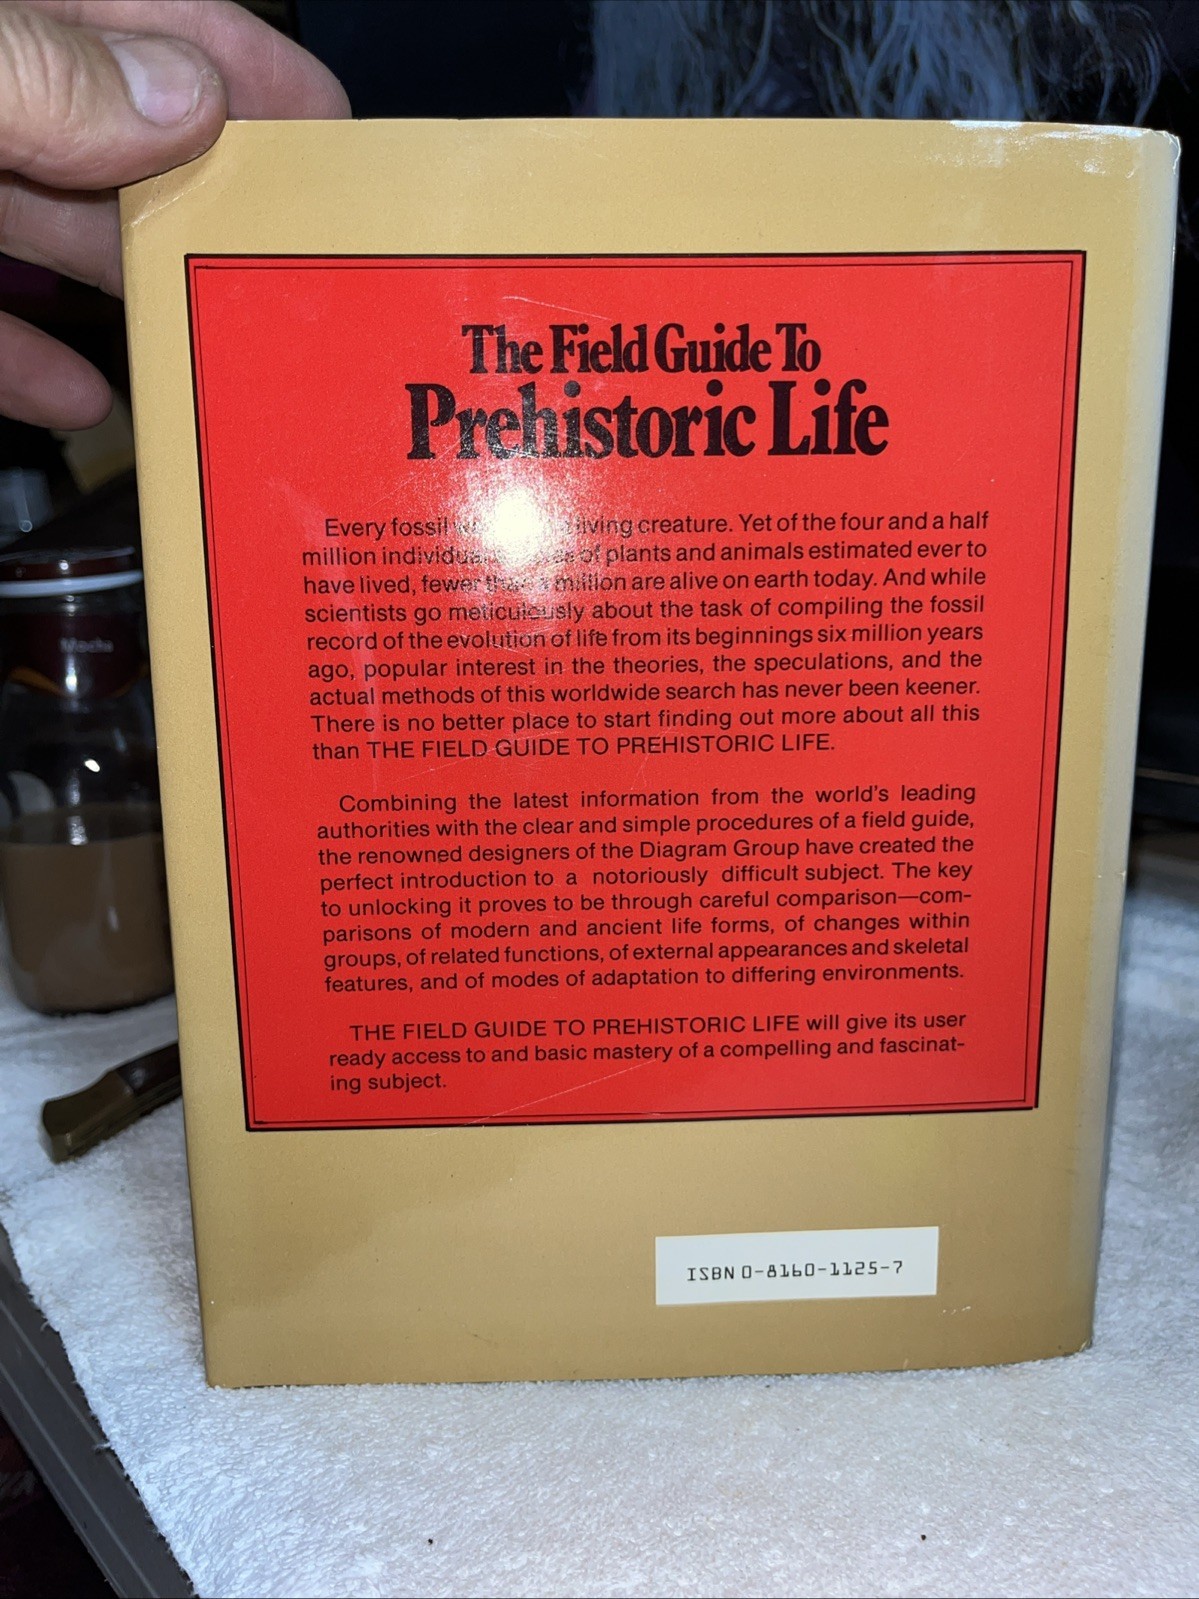 The Field Guide To
Prehistoric Life
Every fossil living creature. Yet of the four and a half
million of plants and animals estimated ever to
have lived, fewer than a million are alive on earth today. And while
scientists go meticulously about the task of compiling the fossil
record of the evolution of life from its beginnings six million years
ago, popular interest in the theories, the speculations, and the
actual methods of this worldwide search has never been keener.
There is no better place to start finding out more about all this
than THE FIELD GUIDE TO PREHISTORIC LIFE.
Combining the latest information from the world's leading
authorities with the clear and simple procedures of a field guide,
the renowned designers of the Diagram Group have created the
perfect introduction to a notoriously difficult subject. The key
to unlocking it proves to be through careful comparison—com-
parisons of modern and ancient life forms, of changes within
groups, of related functions, of external appearances and skeletal
features, and of modes of adaptation to differing environments.
THE FIELD GUIDE TO PREHISTORIC LIFE will give its user
ready access to and basic mastery of a compelling and fascinat-
ing subject.
ISBN 0-8160-1125-7
Mocha